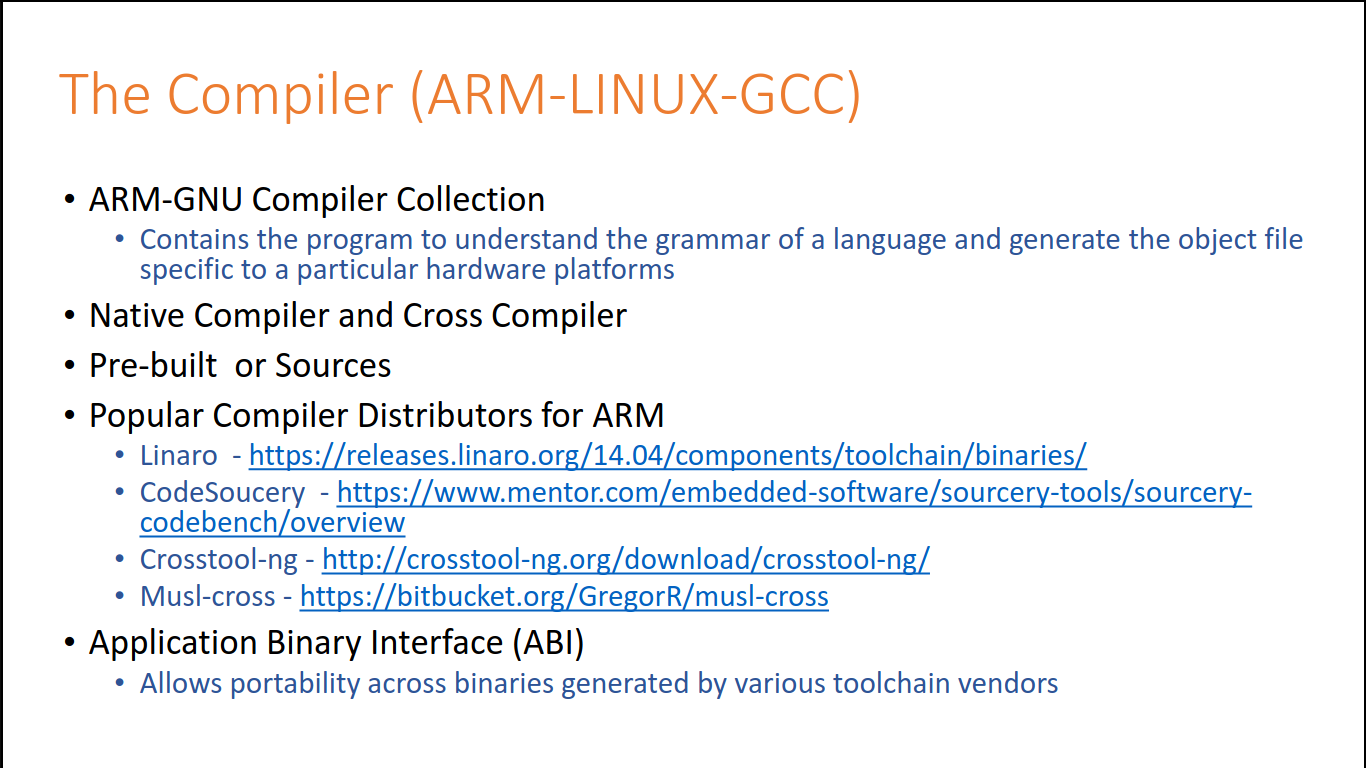 The Compiler (ARM-LINUX-GCC)
• ARM-GNU Compiler Collection
• Contains the program to understand the grammar of a language and generate the object file
specific to a particular hardware platforms
• Native Compiler and Cross Compiler
• Pre-built  or Sources
• Popular Compiler Distributors for ARM
• Linaro  - https://releases.linaro.org/14.04/components/toolchain/binaries/
• CodeSoucery  - https://www.mentor.com/embedded-software/sourcery-tools/sourcery-
codebench/overview
• Crosstool-ng - http://crosstool-ng.org/download/crosstool-ng/
• Musl-cross - https://bitbucket.org/GregorR/musl-cross
• Application Binary Interface (ABI)
• Allows portability across binaries generated by various toolchain vendors